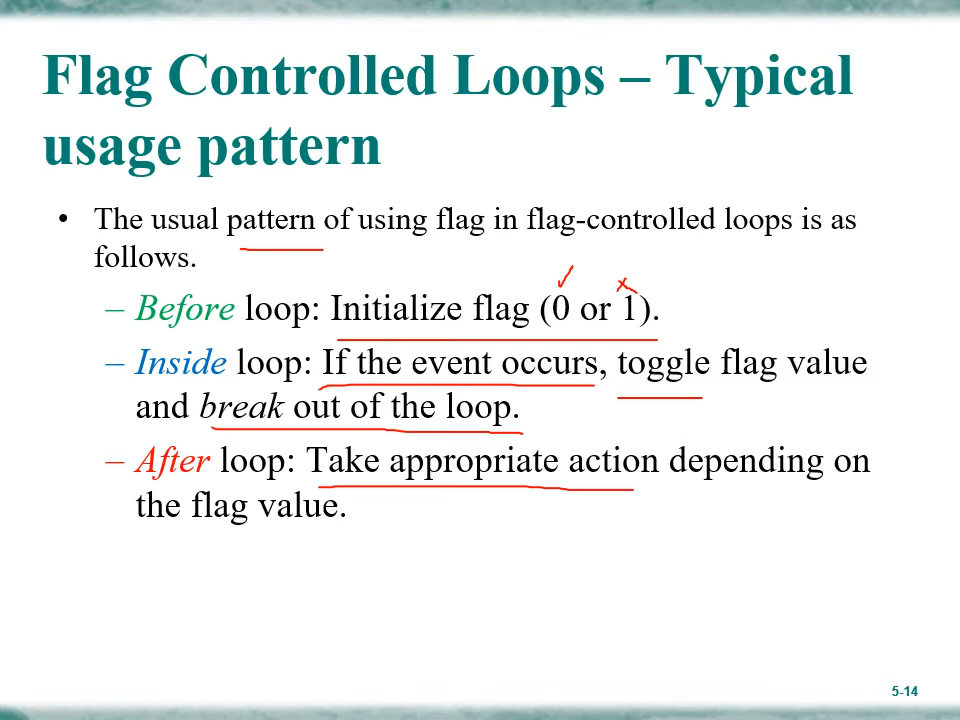 Flag Controlled Loops – Typical
usage pattern
• The usual pattern of using flag in flag-controlled loops is as
follows.
– Before loop: Initialize flag (0 or 1).
– Inside loop: If the event occurs, toggle flag value
and break out of the loop.
– After loop: Take appropriate action depending on
the flag value.
5-14